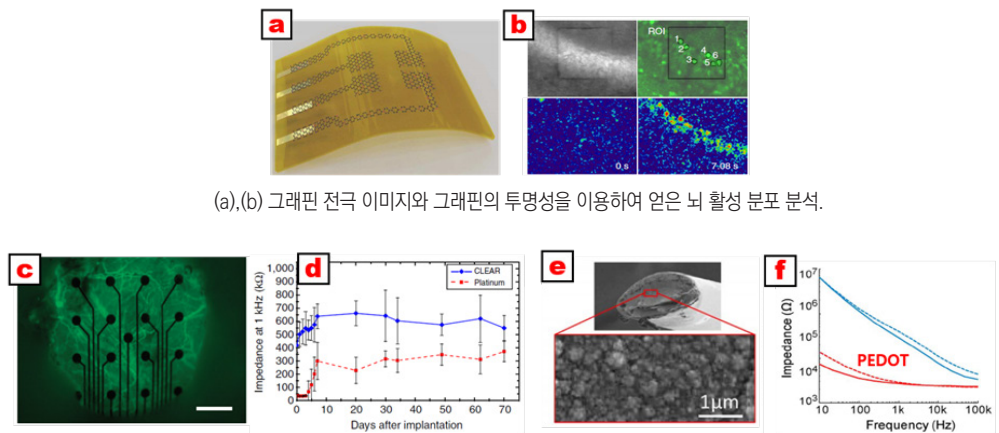 a
b
ROI
1
2
3
4
6
5
0 s
7.08 s
(a),(b) 그래핀 전극 이미지와 그래핀의 투명성을 이용하여 얻은 뇌 활성 분포 분석.
c
d
Impedance at 1 kHz (kΩ)
1,000
900
800
700
600
500
400
300
200
100
0
CLEAR
Platinum
0 10 20 30 40 50 60 70
Days after implantation
e
1μm
f
Impedance (Ω)
10⁷
10⁶
10⁵
10⁴
10³
PEDOT
10 100 1k 10k 100k
Frequency (Hz)